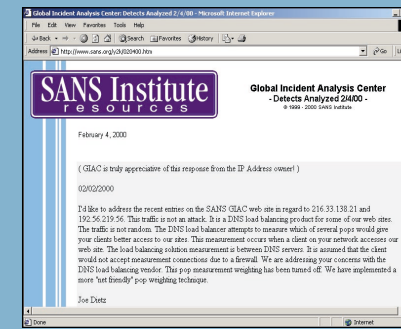 Global Incident Analysis Center: Detects Analyzed 2/4/00 - Microsoft Internet Explorer
File Edit View Favorites Tools Help
Back Search Favorites History
Address http://www.sans.org/y2k/020400.htm Go
SANS Institute
resources
Global Incident Analysis Center
- Detects Analyzed 2/4/00 -
© 1999 - 2000 SANS Institute
February 4, 2000
( GIAC is truly appreciative of this response from the IP Address owner! )
02/02/2000
I'd like to address the recent entries on the SANS GIAC web site in regard to 216.33.138.21 and
192.56.219.56. This traffic is not an attack. It is a DNS load balancing product for some of our web sites.
The traffic is not random. The DNS load balancer attempts to measure which of several pops would give
your clients better access to our sites. This measurement occurs when a client on your network accesses our
web site. The load balancing solution measurement is between DNS servers. It is assumed that the client
would not accept measurement connections due to a firewall. We are addressing your concerns with the
DNS load balancing vendor. This pop measurement weighting has been turned off. We have implemented a
more "net friendly" pop weighting technique.
Joe Dietz
Done Internet